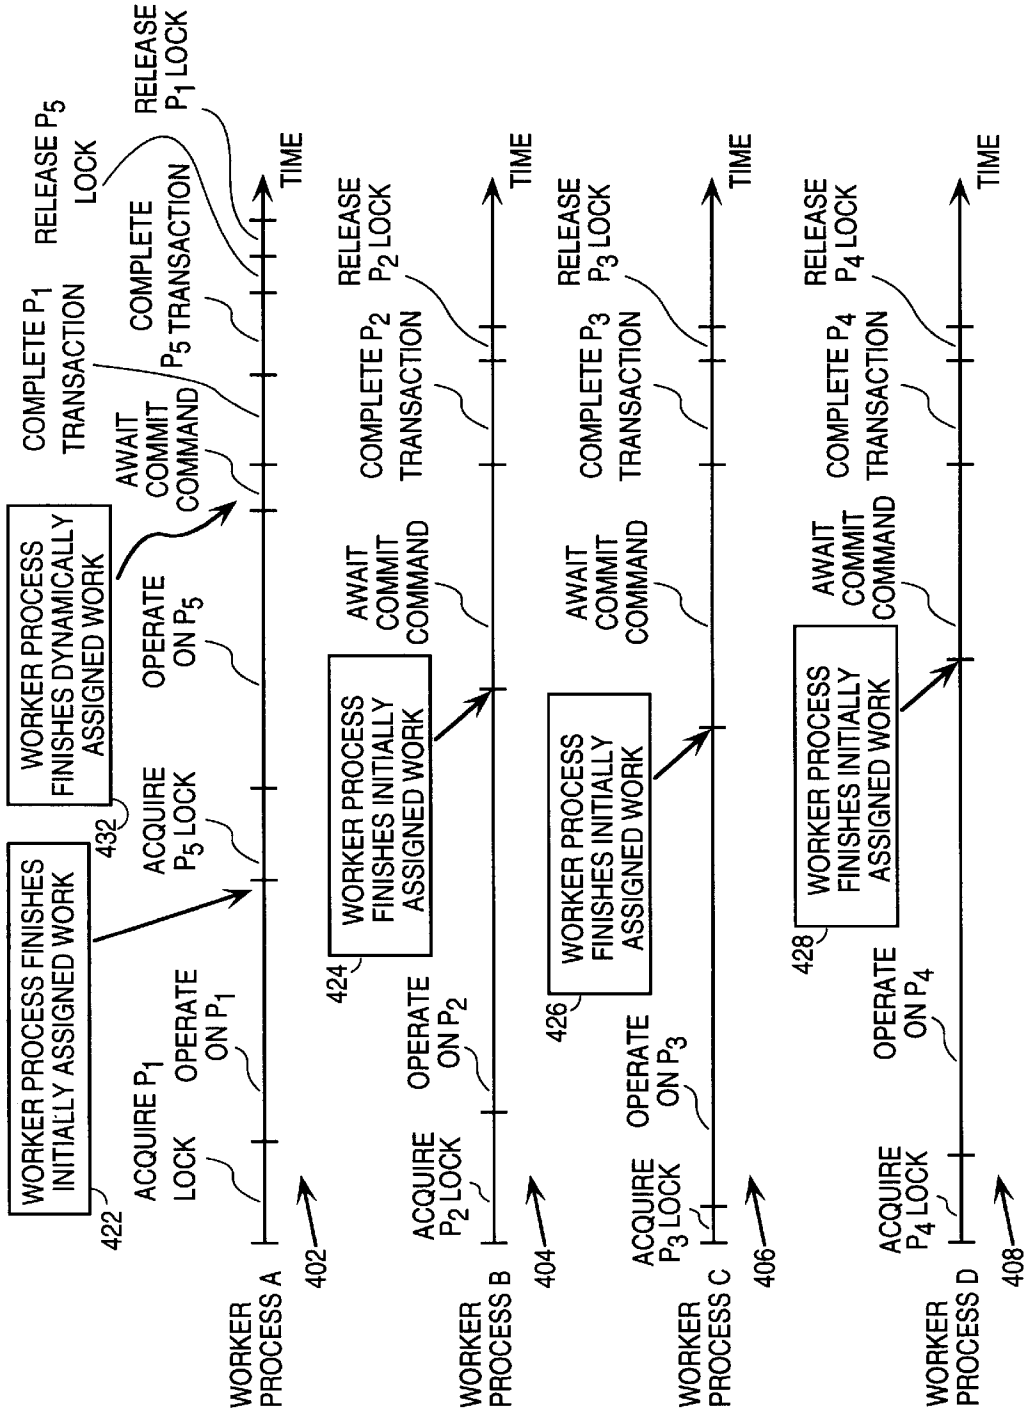 WORKER PROCESS FINISHES
INITIALLY ASSIGNED WORK
422
WORKER PROCESS
FINISHES DYNAMICALLY
ASSIGNED WORK
432
WORKER
PROCESS A
402
ACQUIRE P1
LOCK
OPERATE
ON P1
ACQUIRE
P5 LOCK
OPERATE
ON P5
AWAIT
COMMIT
COMMAND
COMPLETE P1
TRANSACTION
COMPLETE
P5 TRANSACTION
RELEASE P5
LOCK
RELEASE
P1 LOCK
TIME
WORKER
PROCESS B
404
ACQUIRE
P2 LOCK
OPERATE
ON P2
424
WORKER PROCESS
FINISHES INITIALLY
ASSIGNED WORK
AWAIT
COMMIT
COMMAND
COMPLETE P2
TRANSACTION
RELEASE
P2 LOCK
TIME
WORKER
PROCESS C
406
ACQUIRE
P3 LOCK
OPERATE
ON P3
426
WORKER PROCESS
FINISHES INITIALLY
ASSIGNED WORK
AWAIT
COMMIT
COMMAND
COMPLETE P3
TRANSACTION
RELEASE
P3 LOCK
TIME
WORKER
PROCESS D
408
ACQUIRE
P4 LOCK
OPERATE
ON P4
428
WORKER PROCESS
FINISHES INITIALLY
ASSIGNED WORK
AWAIT
COMMIT
COMMAND
COMPLETE P4
TRANSACTION
RELEASE
P4 LOCK
TIME